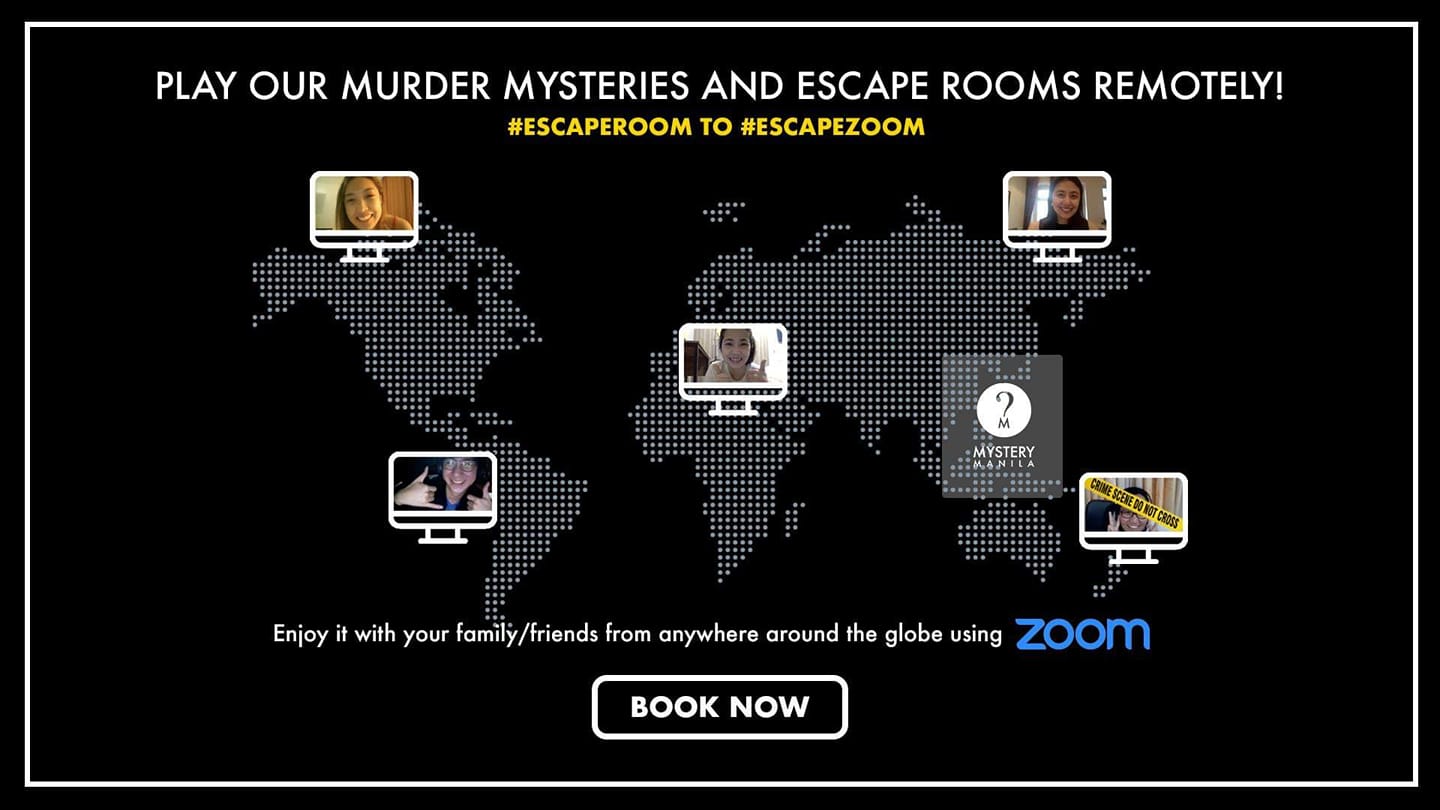 PLAY OUR MURDER MYSTERIES AND ESCAPE ROOMS REMOTELY!
#ESCAPEROOM TO #ESCAPEZOOM
?
M
MYSTERY
MANILA
CRIME SCENE DO NOT CROSS
Enjoy it with your family/friends from anywhere around the globe using zoom
BOOK NOW